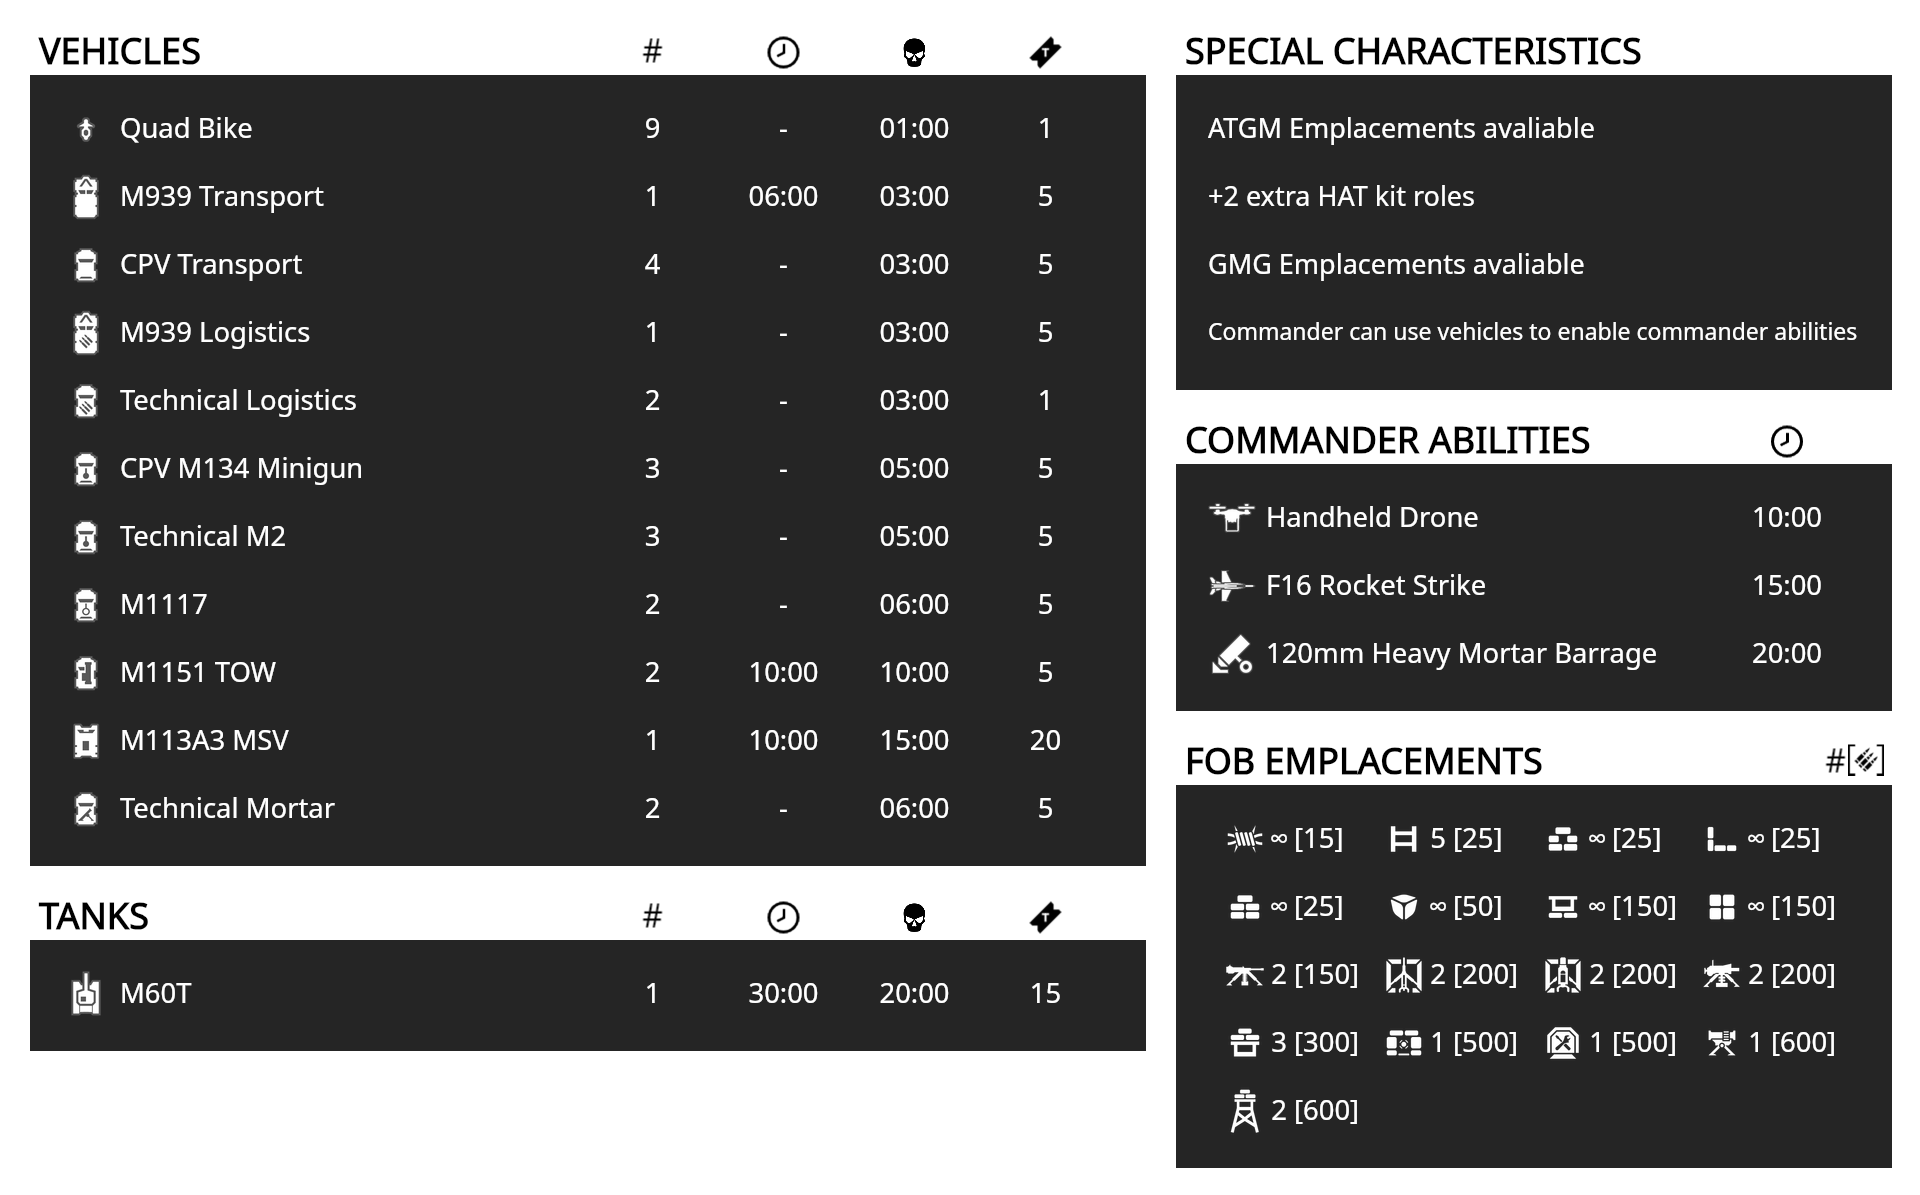 VEHICLES #
Quad Bike 9 - 01:00 1
M939 Transport 1 06:00 03:00 5
CPV Transport 4 - 03:00 5
M939 Logistics 1 - 03:00 5
Technical Logistics 2 - 03:00 1
CPV M134 Minigun 3 - 05:00 5
Technical M2 3 - 05:00 5
M1117 2 - 06:00 5
M1151 TOW 2 10:00 10:00 5
M113A3 MSV 1 10:00 15:00 20
Technical Mortar 2 - 06:00 5
TANKS #
M60T 1 30:00 20:00 15
SPECIAL CHARACTERISTICS
ATGM Emplacements avaliable
+2 extra HAT kit roles
GMG Emplacements avaliable
Commander can use vehicles to enable commander abilities
COMMANDER ABILITIES
Handheld Drone 10:00
F16 Rocket Strike 15:00
120mm Heavy Mortar Barrage 20:00
FOB EMPLACEMENTS #[]
∞ [15] 5 [25] ∞ [25] ∞ [25]
∞ [25] ∞ [50] ∞ [150] ∞ [150]
2 [150] 2 [200] 2 [200] 2 [200]
3 [300] 1 [500] 1 [500] 1 [600]
2 [600]